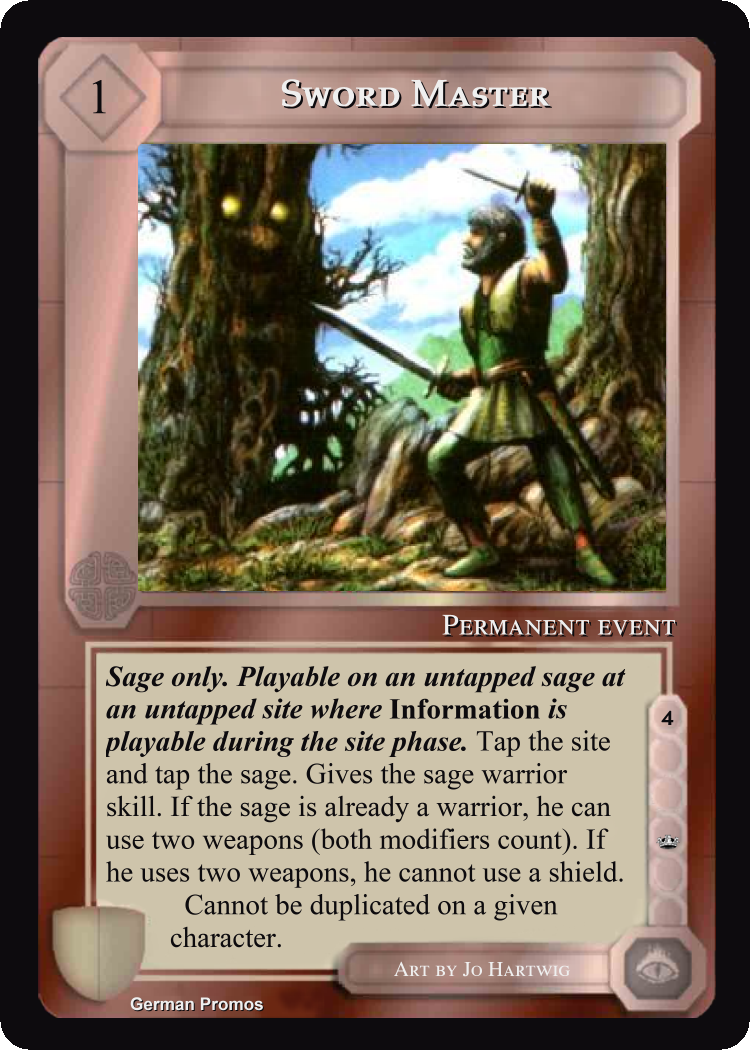 1
Sword Master
Permanent event
Sage only. Playable on an untapped sage at
an untapped site where Information is
playable during the site phase. Tap the site
and tap the sage. Gives the sage warrior
skill. If the sage is already a warrior, he can
use two weapons (both modifiers count). If
he uses two weapons, he cannot use a shield.
Cannot be duplicated on a given
character.
4
Art by Jo Hartwig
German Promos